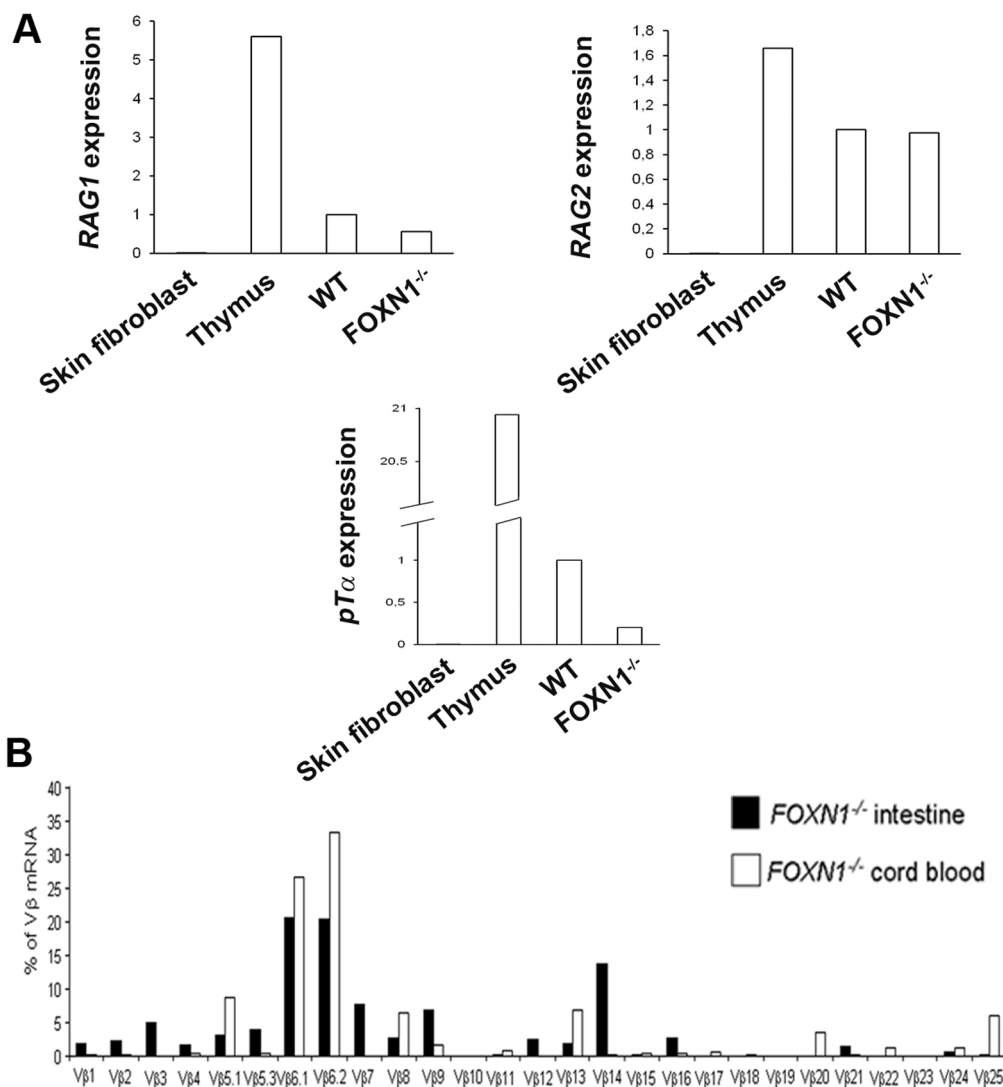 A
RAG1 expression
6
5
4
3
2
1
0
Skin fibroblast
Thymus
WT
FOXN1-/-
RAG2 expression
1,8
1,6
1,4
1,2
1
0,8
0,6
0,4
0,2
0
Skin fibroblast
Thymus
WT
FOXN1-/-
pTα expression
21
20,5
1
0,5
0
Skin fibroblast
Thymus
WT
FOXN1-/-
B
% of Vβ mRNA
40
35
30
25
20
15
10
5
0
FOXN1-/- intestine
FOXN1-/- cord blood
Vβ1 Vβ2 Vβ3 Vβ4 Vβ5.1 Vβ5.3 Vβ6.1 Vβ6.2 Vβ7 Vβ8 Vβ9 Vβ10 Vβ11 Vβ12 Vβ13 Vβ14 Vβ15 Vβ16 Vβ17 Vβ18 Vβ19 Vβ20 Vβ21 Vβ22 Vβ23 Vβ24 Vβ25